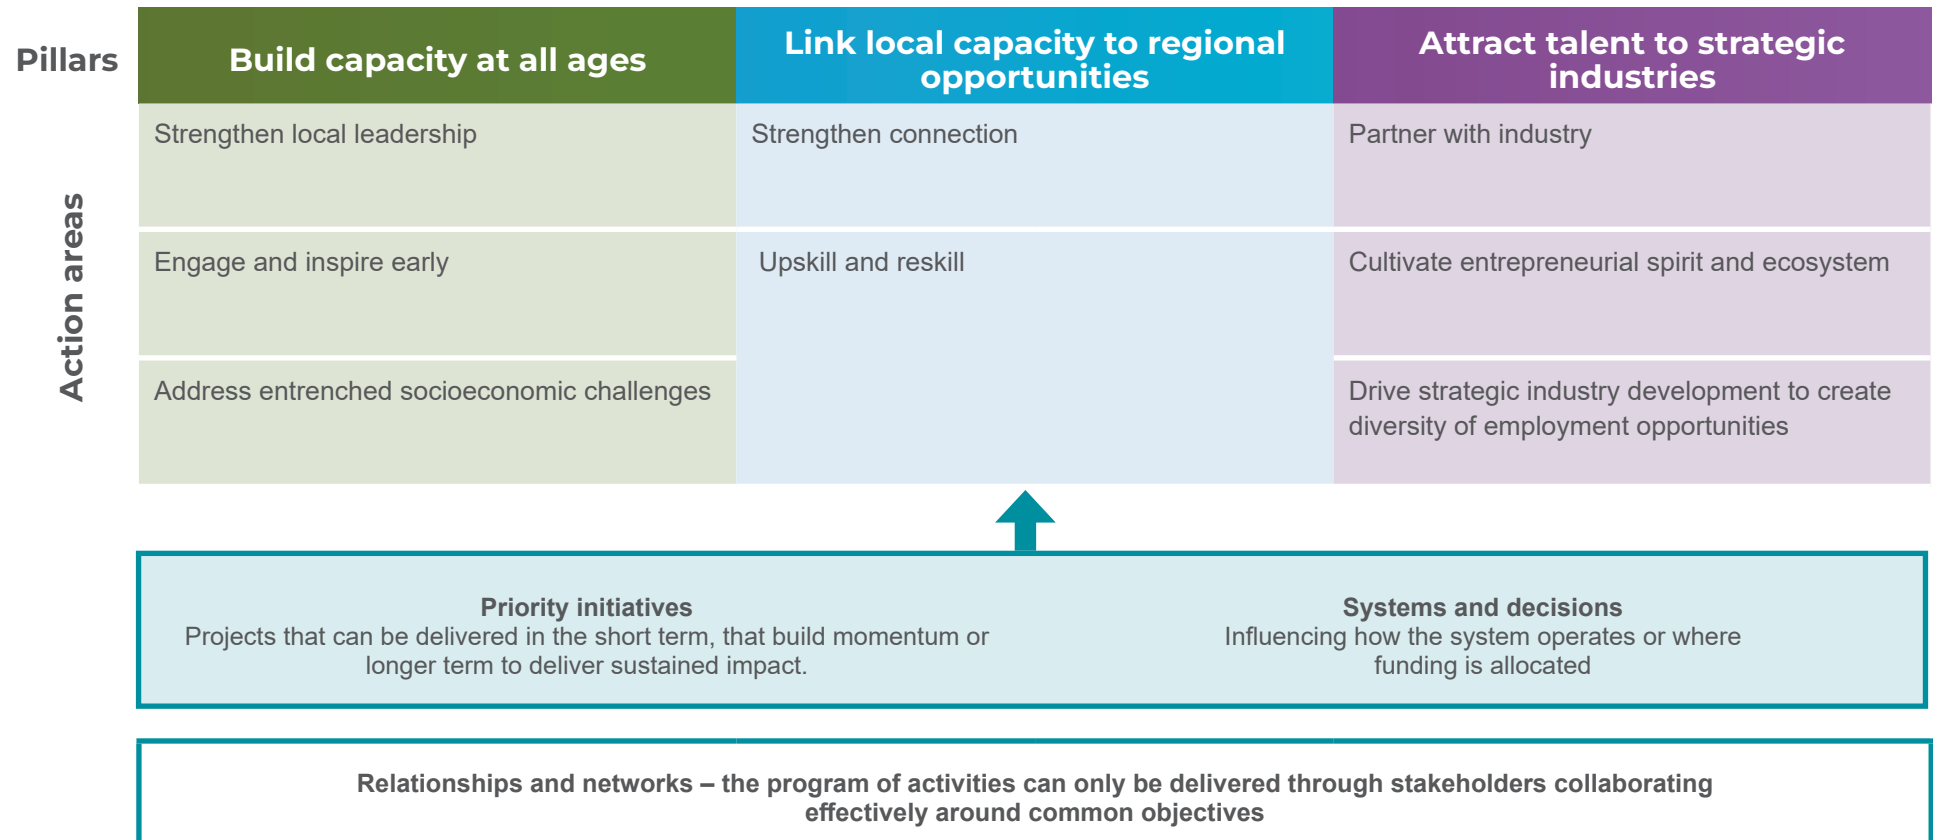 Pillars
Build capacity at all ages
Link local capacity to regional
opportunities
Attract talent to strategic
industries
Action areas
Strengthen local leadership
Strengthen connection
Partner with industry
Engage and inspire early
Upskill and reskill
Cultivate entrepreneurial spirit and ecosystem
Address entrenched socioeconomic challenges
Drive strategic industry development to create
diversity of employment opportunities
Priority initiatives
Projects that can be delivered in the short term, that build momentum or
longer term to deliver sustained impact.
Systems and decisions
Influencing how the system operates or where
funding is allocated
Relationships and networks – the program of activities can only be delivered through stakeholders collaborating
effectively around common objectives